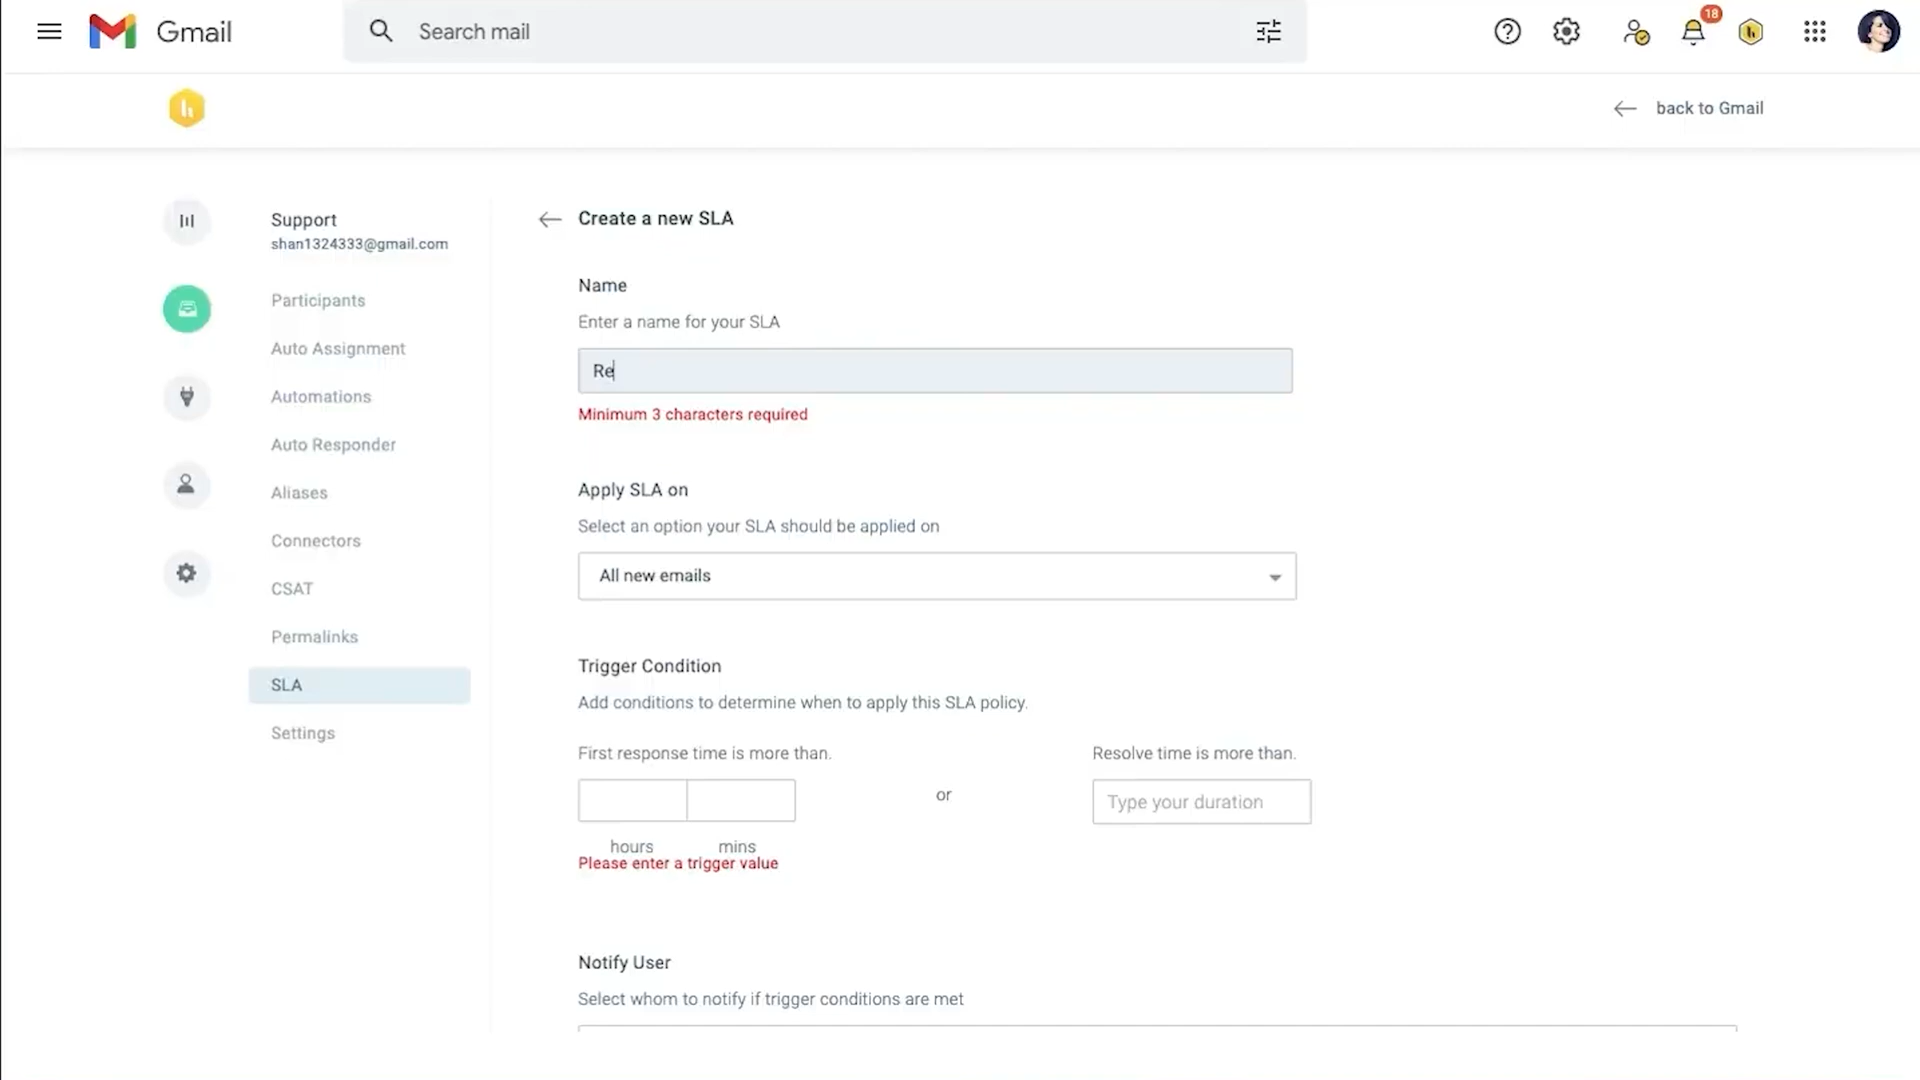 Gmail
Search mail
18
back to Gmail
Support
shan1324333@gmail.com
Participants
Auto Assignment
Automations
Auto Responder
Aliases
Connectors
CSAT
Permalinks
SLA
Settings
Create a new SLA
Name
Enter a name for your SLA
Re
Minimum 3 characters required
Apply SLA on
Select an option your SLA should be applied on
All new emails
Trigger Condition
Add conditions to determine when to apply this SLA policy.
First response time is more than.
or
Resolve time is more than.
Type your duration
hours mins
Please enter a trigger value
Notify User
Select whom to notify if trigger conditions are met